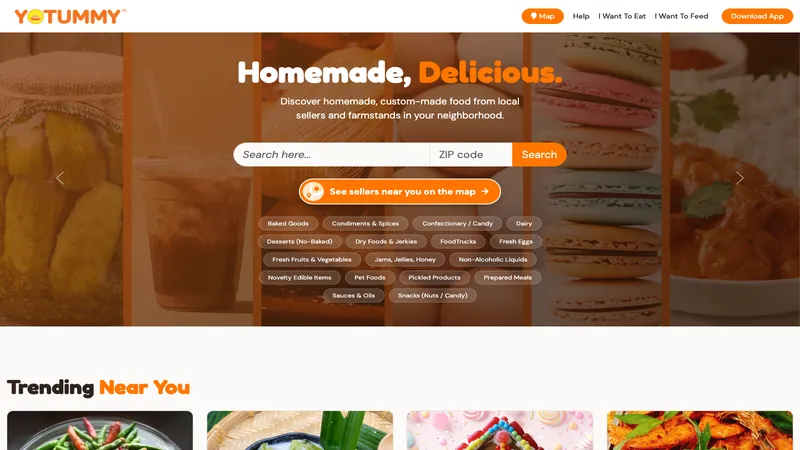 YOTUMMY
Map
Help
I Want To Eat
I Want To Feed
Download App
Homemade, Delicious.
Discover homemade, custom-made food from local
sellers and farmstands in your neighborhood.
Search here...
ZIP code
Search
See sellers near you on the map →
Baked Goods
Condiments & Spices
Confectionary / Candy
Dairy
Desserts (No-Baked)
Dry Foods & Jerkies
FoodTrucks
Fresh Eggs
Fresh Fruits & Vegetables
Jams, Jellies, Honey
Non-Alcoholic Liquids
Novelty Edible Items
Pet Foods
Pickled Products
Prepared Meals
Sauces & Oils
Snacks (Nuts / Candy)
Trending Near You